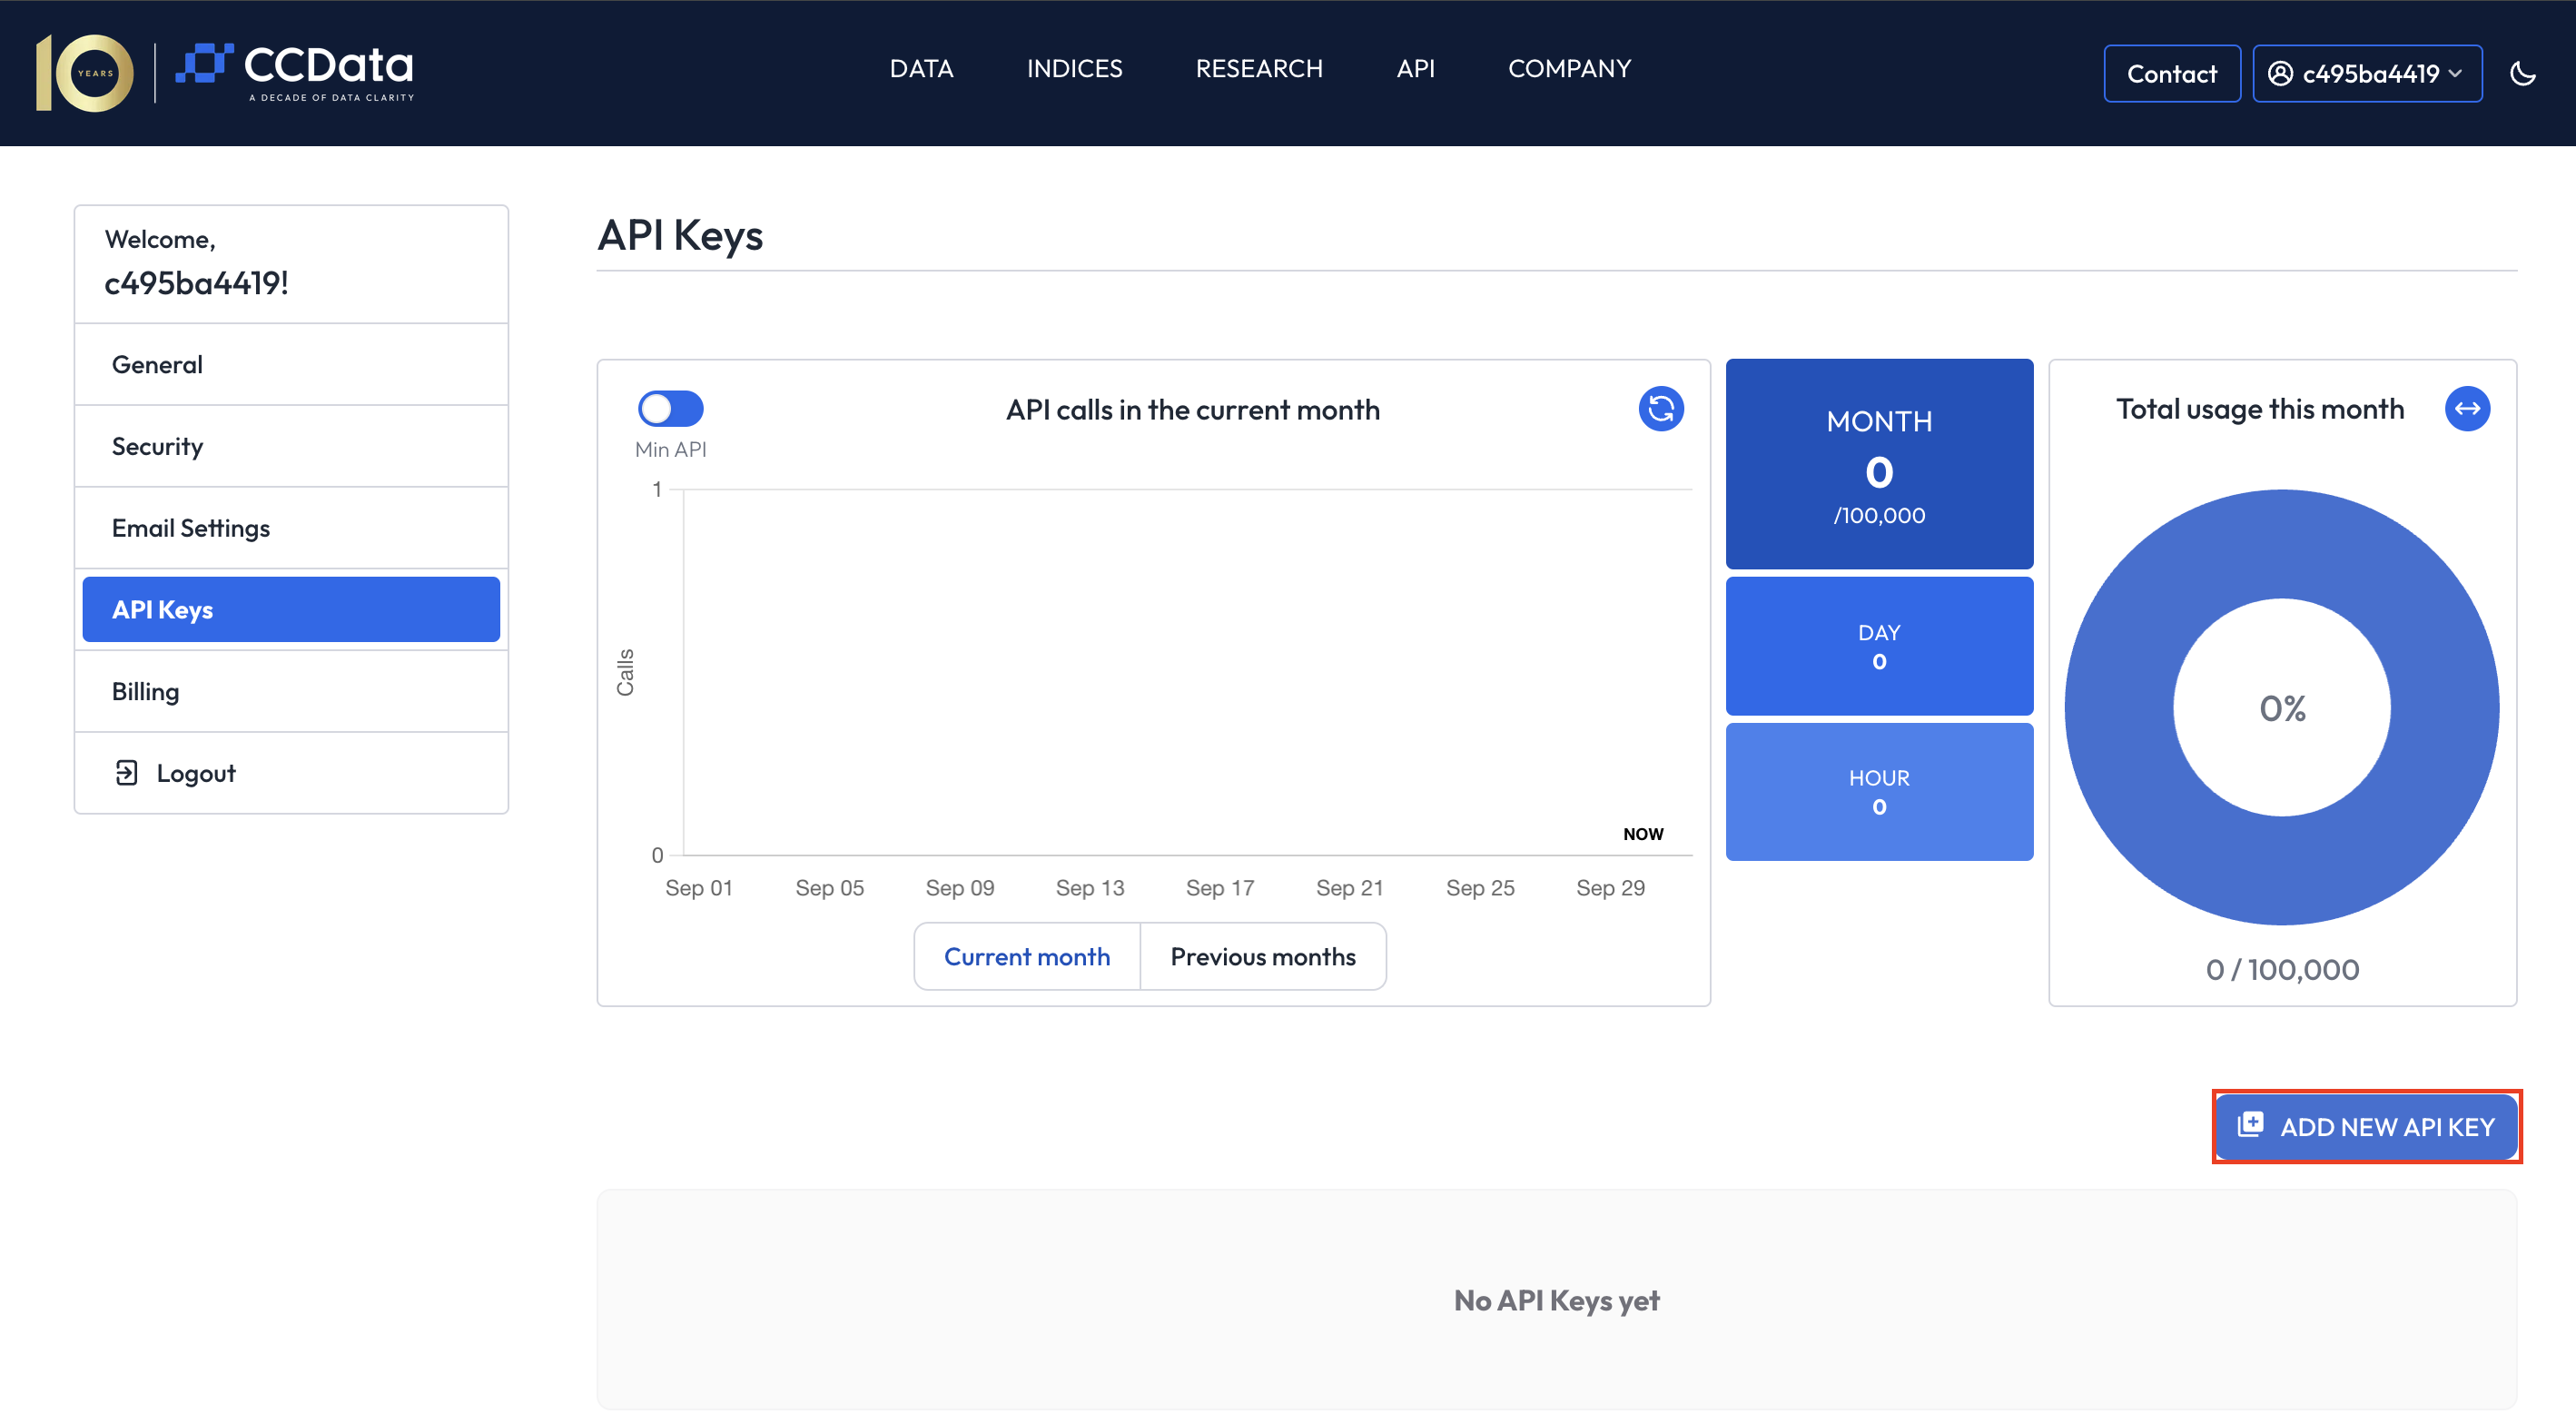 10 YEARS
CCData
A DECADE OF DATA CLARITY
DATA INDICES RESEARCH API COMPANY
Contact
c495ba4419
Welcome,
c495ba4419!
General
Security
Email Settings
API Keys
Billing
Logout
API Keys
Min API
API calls in the current month
1
Calls
0
NOW
Sep 01 Sep 05 Sep 09 Sep 13 Sep 17 Sep 21 Sep 25 Sep 29
Current month
Previous months
MONTH
0
/100,000
DAY
0
HOUR
0
Total usage this month
0%
0 / 100,000
ADD NEW API KEY
No API Keys yet